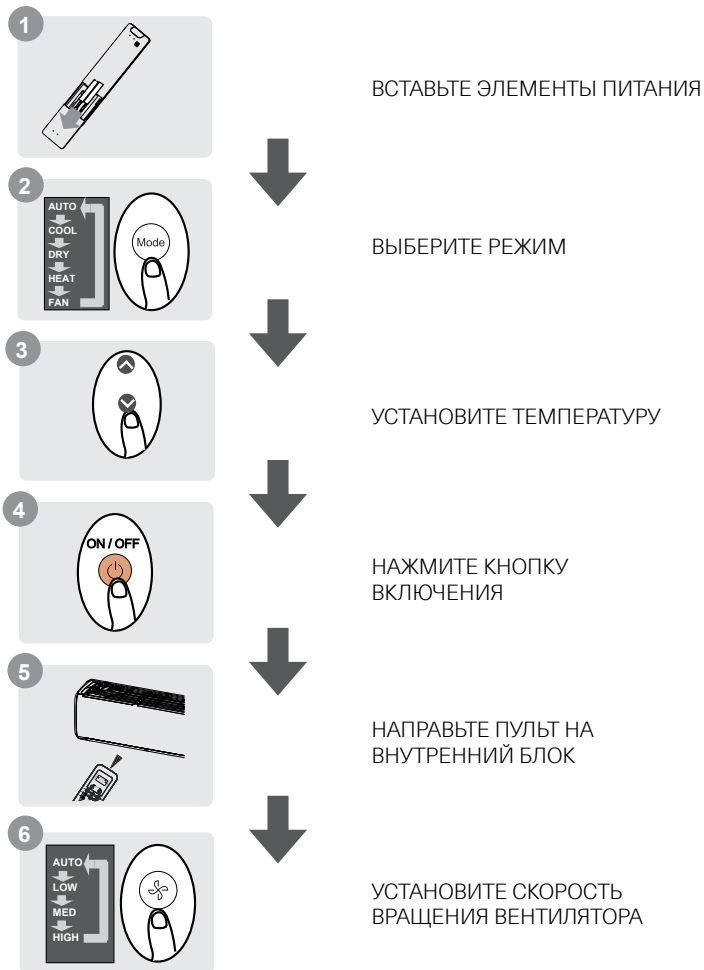 1
ВСТАВЬТЕ ЭЛЕМЕНТЫ ПИТАНИЯ
2
AUTO
COOL
DRY
HEAT
FAN
Mode
ВЫБЕРИТЕ РЕЖИМ
3
УСТАНОВИТЕ ТЕМПЕРАТУРУ
4
ON / OFF
НАЖМИТЕ КНОПКУ
ВКЛЮЧЕНИЯ
5
НАПРАВЬТЕ ПУЛЬТ НА
ВНУТРЕННИЙ БЛОК
6
AUTO
LOW
MED
HIGH
УСТАНОВИТЕ СКОРОСТЬ
ВРАЩЕНИЯ ВЕНТИЛЯТОРА